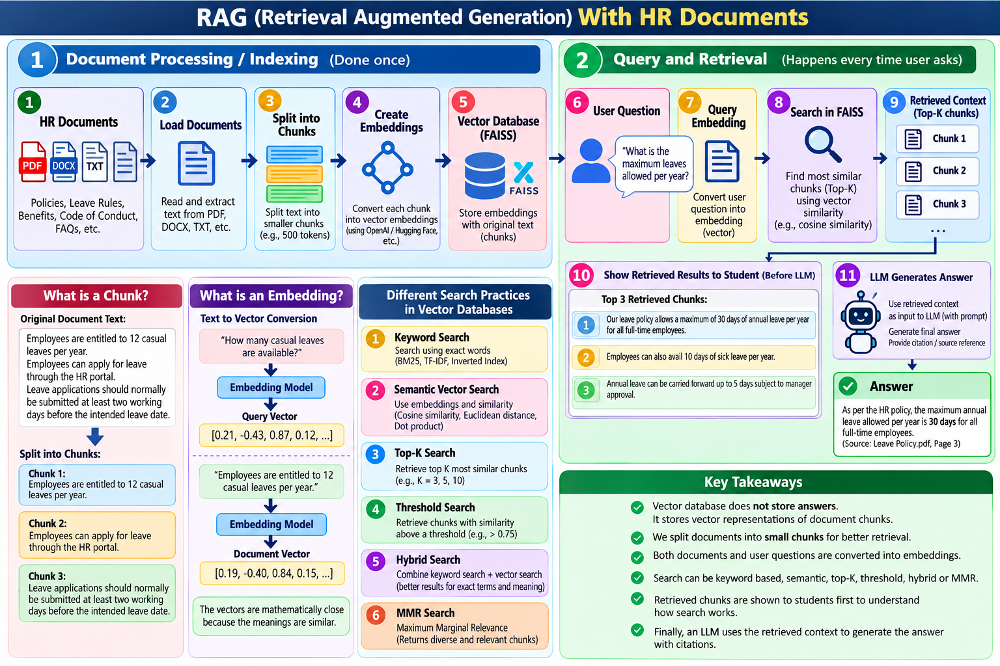 RAG (Retrieval Augmented Generation) With HR Documents
1 Document Processing / Indexing (Done once)
1
HR Documents
PDF
DOCX
TXT
Policies, Leave Rules,
Benefits, Code of Conduct,
FAQs, etc.
2
Load Documents
Read and extract
text from PDF,
DOCX, TXT, etc.
3
Split into
Chunks
Split text into
smaller chunks
(e.g., 500 tokens)
4
Create
Embeddings
Convert each chunk
into vector embeddings
(using OpenAI / Hugging Face,
etc.)
5
Vector Database
(FAISS)
FAISS
Store embeddings
with original text
(chunks)
2 Query and Retrieval (Happens every time user asks)
6
User Question
"What is the
maximum leaves
allowed per year?
7
Query
Embedding
Convert user
question into
embedding
(vector)
8
Search in FAISS
Find most similar
chunks (Top-K)
using vector
similarity
(e.g., cosine similarity)
9
Retrieved Context
(Top-K chunks)
Chunk 1
Chunk 2
Chunk 3
...
10
Show Retrieved Results to Student (Before LLM)
Top 3 Retrieved Chunks:
1
Our leave policy allows a maximum of 30 days of annual leave per year
for all full-time employees.
2
Employees can also avail 10 days of sick leave per year.
3
Annual leave can be carried forward up to 5 days subject to manager
approval.
11
LLM Generates Answer
Use retrieved context
as input to LLM (with prompt)
Generate final answer
Provide citation / source reference
Answer
As per the HR policy, the maximum annual
leave allowed per year is 30 days for all
full-time employees.
(Source: Leave Policy.pdf, Page 3)
What is a Chunk?
Original Document Text:
Employees are entitled to 12 casual
leaves per year.
Employees can apply for leave
through the HR portal.
Leave applications should normally
be submitted at least two working
days before the intended leave date.
Split into Chunks:
Chunk 1:
Employees are entitled to 12 casual
leaves per year.
Chunk 2:
Employees can apply for leave
through the HR portal.
Chunk 3:
Leave applications should normally
be submitted at least two working
days before the intended leave date.
What is an Embedding?
Text to Vector Conversion
"How many casual leaves
are available?"
Embedding Model
Query Vector
[0.21, -0.43, 0.87, 0.12, ...]
"Employees are entitled to 12
casual leaves per year."
Embedding Model
Document Vector
[0.19, -0.40, 0.84, 0.15, ...]
The vectors are mathematically close
because the meanings are similar.
Different Search Practices
in Vector Databases
1
Keyword Search
Search using exact words
(BM25, TF-IDF, Inverted Index)
2
Semantic Vector Search
Use embeddings and similarity
(Cosine similarity, Euclidean distance,
Dot product)
3
Top-K Search
Retrieve top K most similar chunks
(e.g., K = 3, 5, 10)
4
Threshold Search
Retrieve chunks with similarity
above a threshold (e.g., > 0.75)
5
Hybrid Search
Combine keyword search + vector search
(better results for exact terms and meaning)
6
MMR Search
Maximum Marginal Relevance
(Returns diverse and relevant chunks)
Key Takeaways
Vector database does not store answers.
It stores vector representations of document chunks.
We split documents into small chunks for better retrieval.
Both documents and user questions are converted into embeddings.
Search can be keyword based, semantic, top-K, threshold, hybrid or MMR.
Retrieved chunks are shown to students first to understand
how search works.
Finally, an LLM uses the retrieved context to generate the answer
with citations.